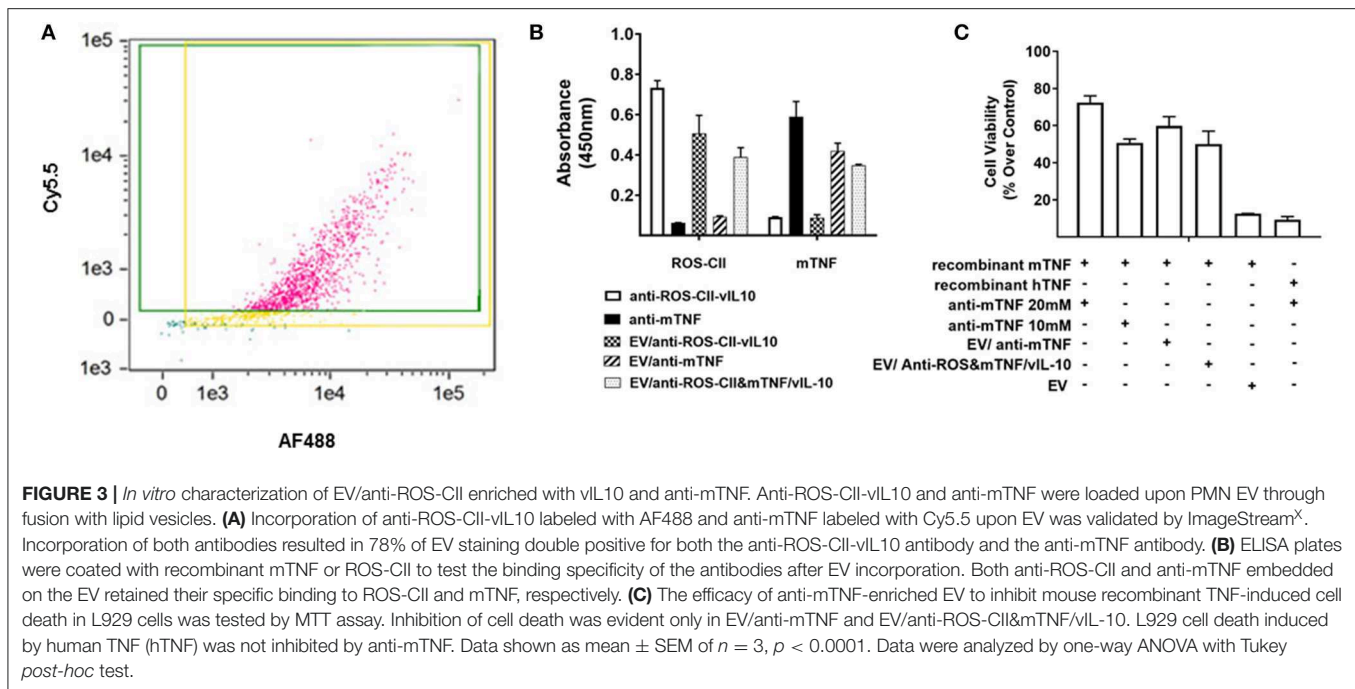 A
1e5
1e4
1e3
0
1e3
Cy5.5
0 1e3 1e4 1e5
AF488
B
1.0
0.8
0.6
0.4
0.2
Absorbance
(450nm)
ROS-CII mTNF
anti-ROS-CII-vIL10
anti-mTNF
EV/anti-ROS-CII-vIL10
EV/anti-mTNF
EV/anti-ROS-CII&mTNF/vIL-10
C
100
80
60
40
20
Cell Viability
(% Over Control)
recombinant mTNF + + + + + -
recombinant hTNF - - - - - +
anti-mTNF 20mM + - - - - +
anti-mTNF 10mM - + - - - -
EV/ anti-mTNF - - + - - -
EV/ Anti-ROS&mTNF/vIL-10 - - - + - -
EV - - - - + -
FIGURE 3 | In vitro characterization of EV/anti-ROS-CII enriched with vIL10 and anti-mTNF. Anti-ROS-CII-vIL10 and anti-mTNF were loaded upon PMN EV through
fusion with lipid vesicles. (A) Incorporation of anti-ROS-CII-vIL10 labeled with AF488 and anti-mTNF labeled with Cy5.5 upon EV was validated by ImageStreamX.
Incorporation of both antibodies resulted in 78% of EV staining double positive for both the anti-ROS-CII-vIL10 antibody and the anti-mTNF antibody. (B) ELISA plates
were coated with recombinant mTNF or ROS-CII to test the binding specificity of the antibodies after EV incorporation. Both anti-ROS-CII and anti-mTNF embedded
on the EV retained their specific binding to ROS-CII and mTNF, respectively. (C) The efficacy of anti-mTNF-enriched EV to inhibit mouse recombinant TNF-induced cell
death in L929 cells was tested by MTT assay. Inhibition of cell death was evident only in EV/anti-mTNF and EV/anti-ROS-CII&mTNF/vIL-10. L929 cell death induced
by human TNF (hTNF) was not inhibited by anti-mTNF. Data shown as mean ± SEM of n = 3, p < 0.0001. Data were analyzed by one-way ANOVA with Tukey
post-hoc test.